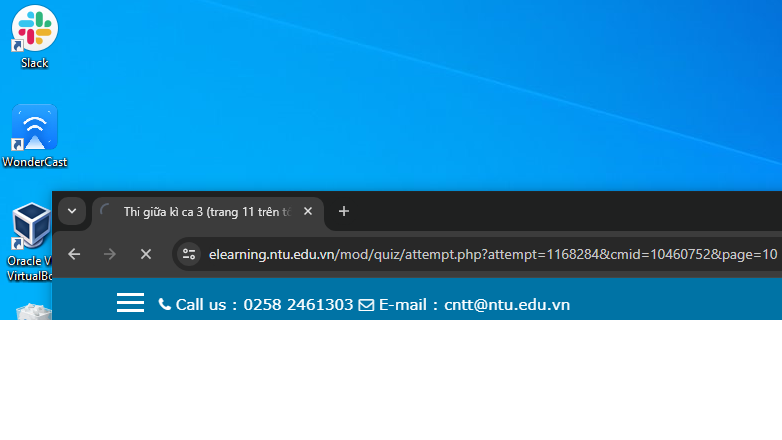 Slack
WonderCast
Oracle V
VirtualBo
Thi giữa kì ca 3 (trang 11 trên t
elearning.ntu.edu.vn/mod/quiz/attempt.php?attempt=1168284&cmid=10460752&page=10
Call us : 0258 2461303 E-mail : cntt@ntu.edu.vn